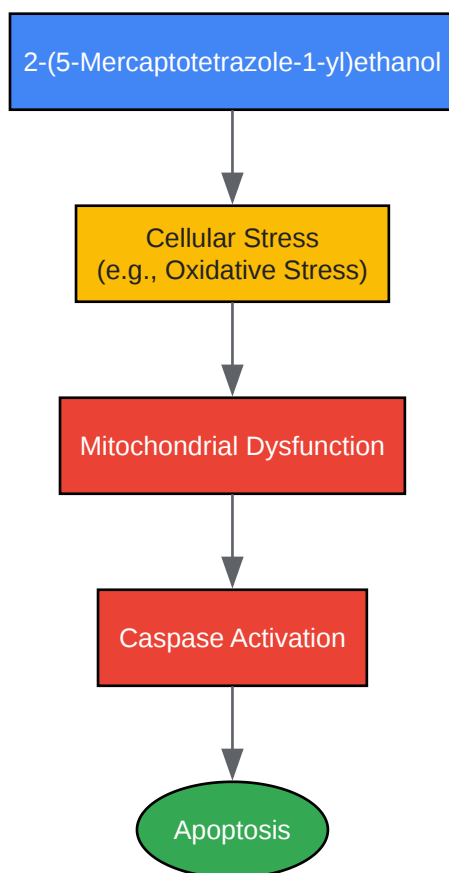 2-(5-Mercaptotetrazole-1-yl)ethanol
Cellular Stress
(e.g., Oxidative Stress)
Mitochondrial Dysfunction
Caspase Activation
Apoptosis